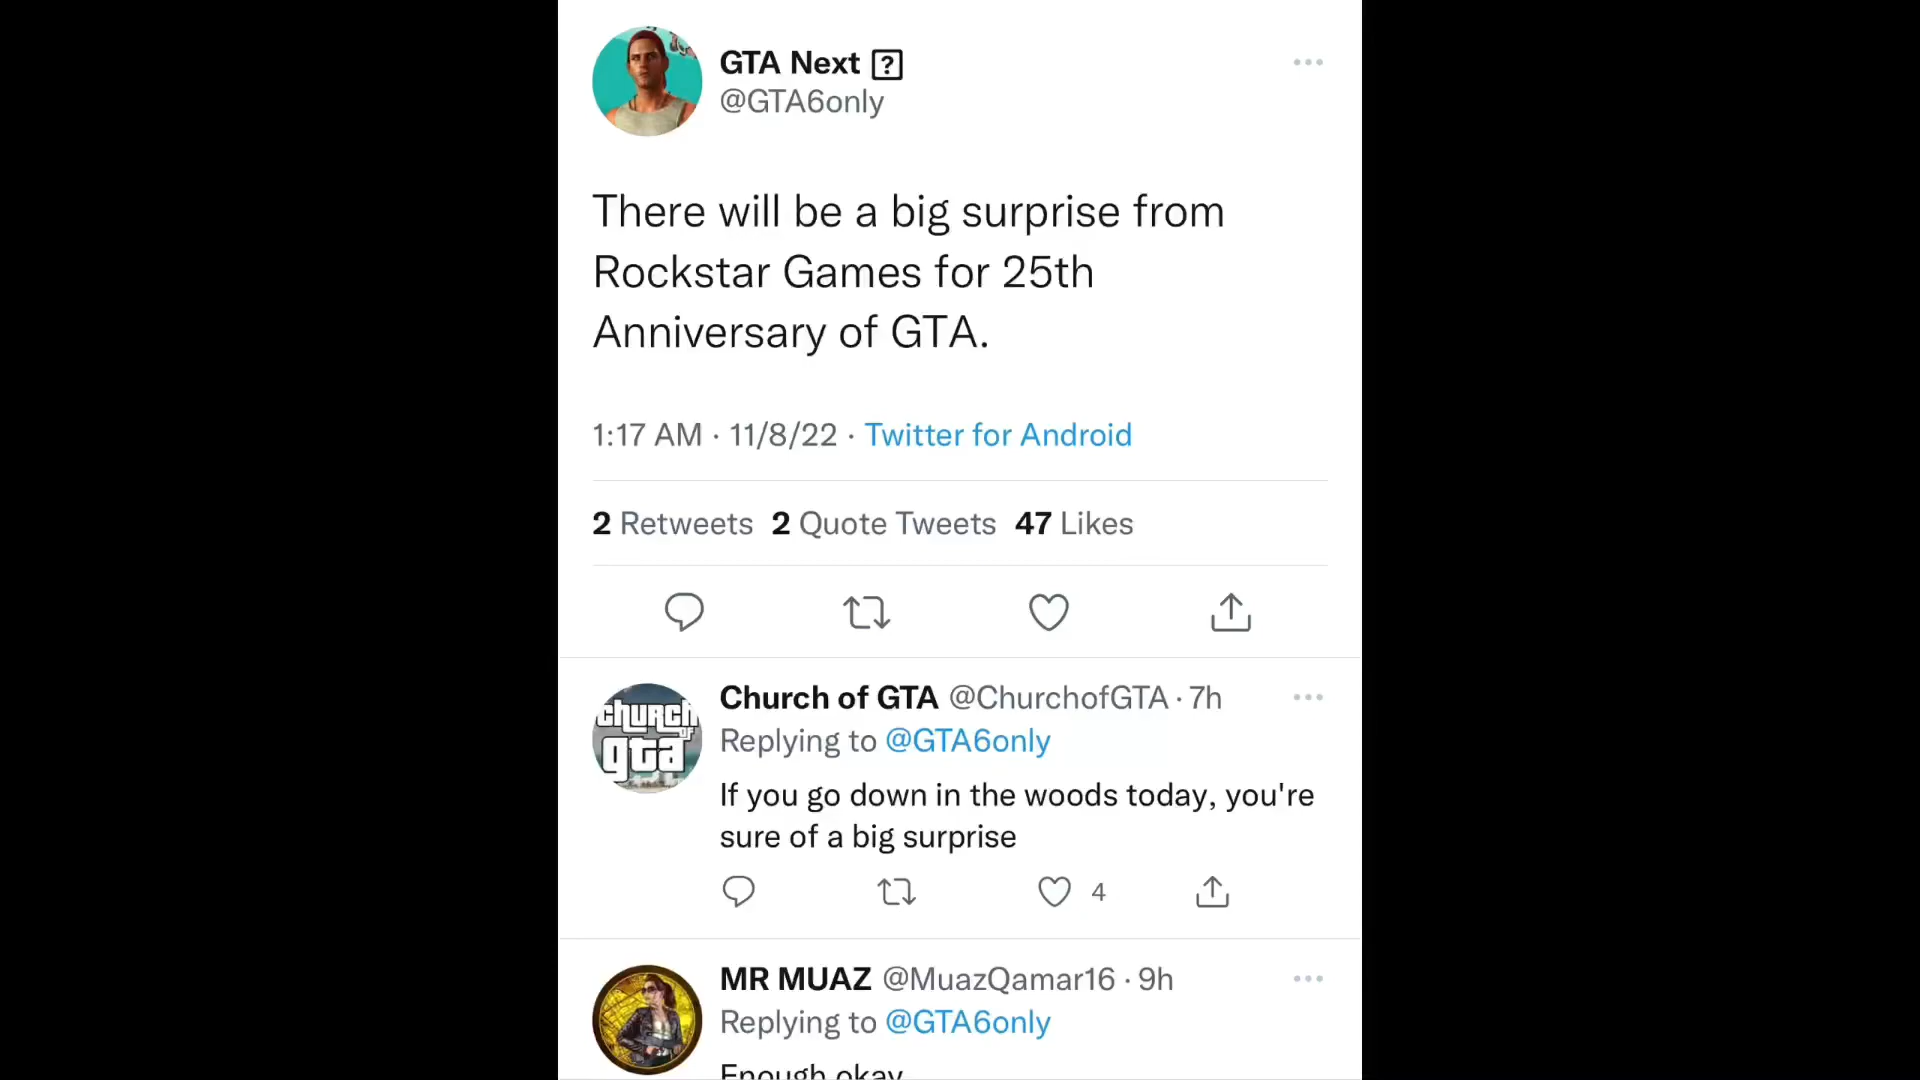 GTA Next ?
@GTA6only
There will be a big surprise from
Rockstar Games for 25th
Anniversary of GTA.
1:17 AM · 11/8/22 · Twitter for Android
2 Retweets 2 Quote Tweets 47 Likes
Church of GTA @ChurchofGTA · 7h
Replying to @GTA6only
church
of
gta
If you go down in the woods today, you're
sure of a big surprise
4
MR MUAZ @MuazQamar16 · 9h
Replying to @GTA6only
Enough okay